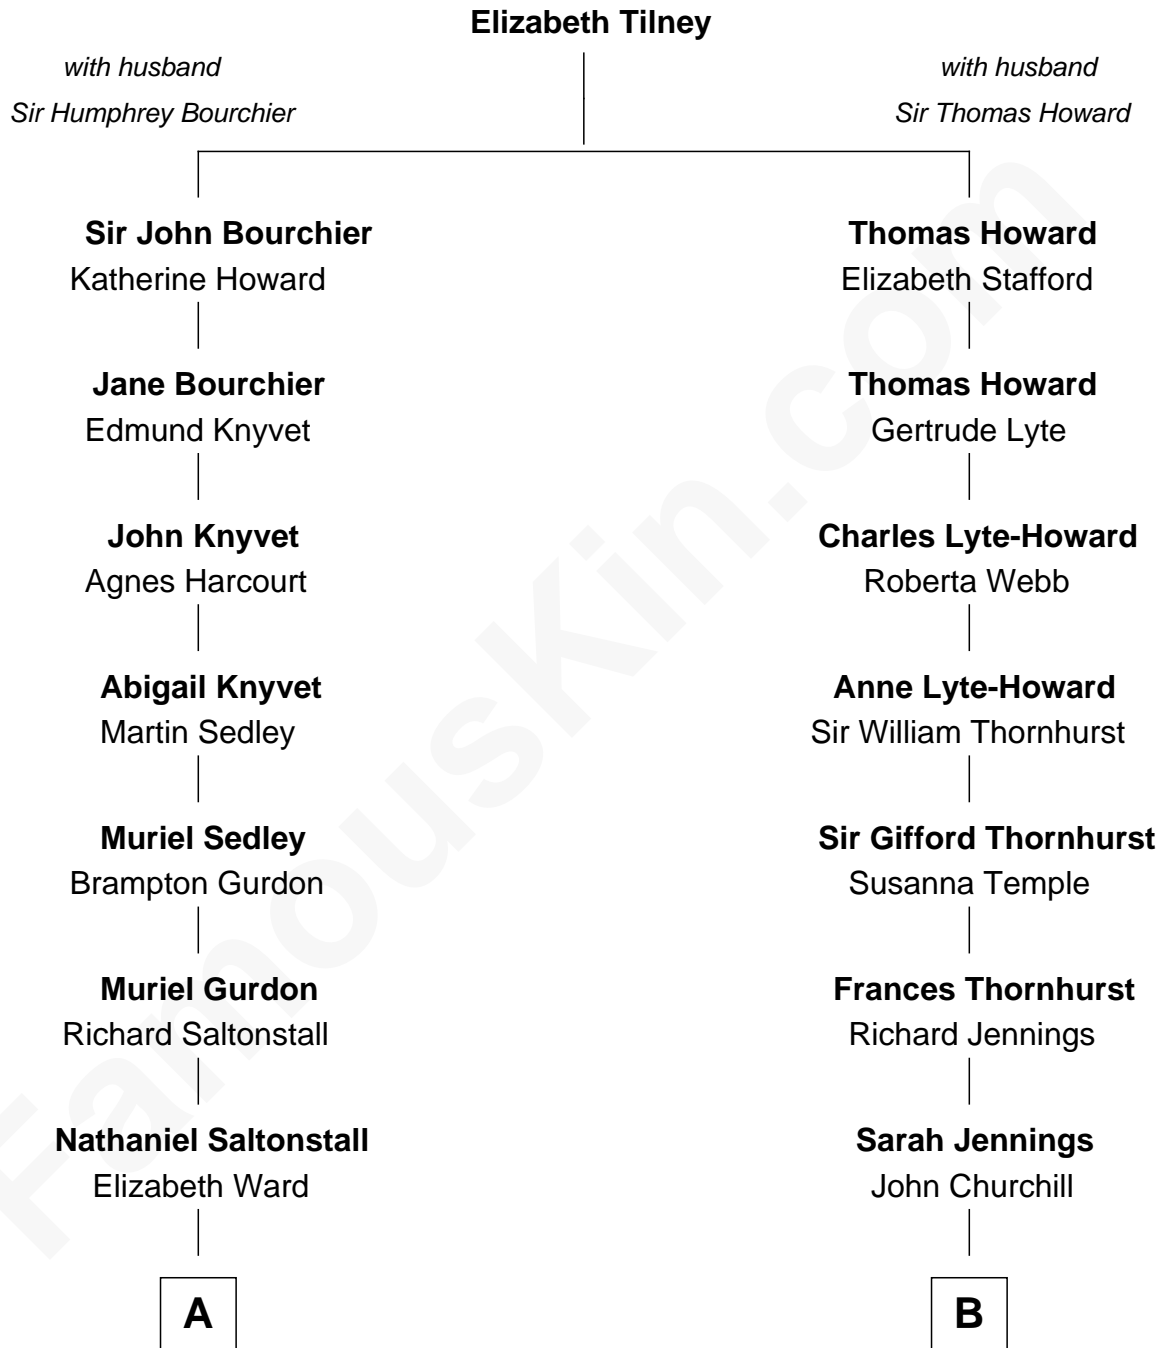 Elizabeth Tilney
with husband
Sir Humphrey Bourchier
with husband
Sir Thomas Howard
Sir John Bourchier
Katherine Howard
Thomas Howard
Elizabeth Stafford
Jane Bourchier
Edmund Knyvet
Thomas Howard
Gertrude Lyte
John Knyvet
Agnes Harcourt
Charles Lyte-Howard
Roberta Webb
Abigail Knyvet
Martin Sedley
Anne Lyte-Howard
Sir William Thornhurst
Muriel Sedley
Brampton Gurdon
Sir Gifford Thornhurst
Susanna Temple
Muriel Gurdon
Richard Saltonstall
Frances Thornhurst
Richard Jennings
Nathaniel Saltonstall
Elizabeth Ward
Sarah Jennings
John Churchill
A
B
FamousKin.com